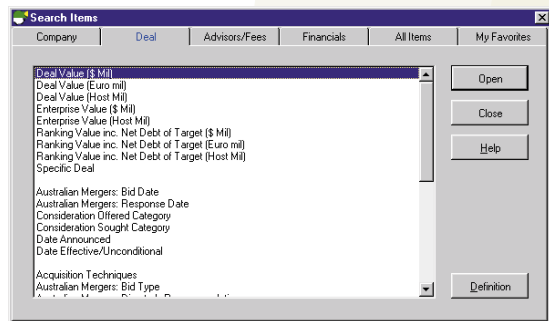 Search Items
Company Deal Advisors/Fees Financials All Items My Favorites
Deal Value ($ Mil)
Deal Value (Euro mil)
Deal Value (Host Mil)
Enterprise Value ($ Mil)
Enterprise Value (Host Mil)
Ranking Value inc. Net Debt of Target ($ Mil)
Ranking Value inc. Net Debt of Target (Euro mil)
Ranking Value inc. Net Debt of Target (Host Mil)
Specific Deal
Australian Mergers: Bid Date
Australian Mergers: Response Date
Consideration Offered Category
Consideration Sought Category
Date Announced
Date Effective/Unconditional
Acquisition Techniques
Australian Mergers: Bid Type
Open
Close
Help
Definition